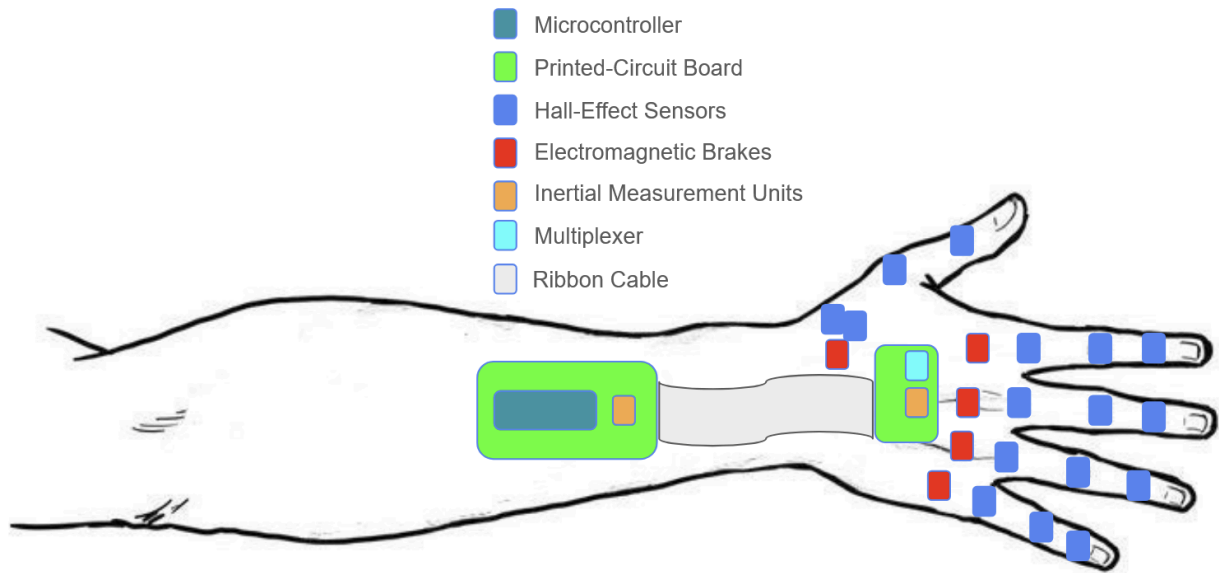 Microcontroller
Printed-Circuit Board
Hall-Effect Sensors
Electromagnetic Brakes
Inertial Measurement Units
Multiplexer
Ribbon Cable